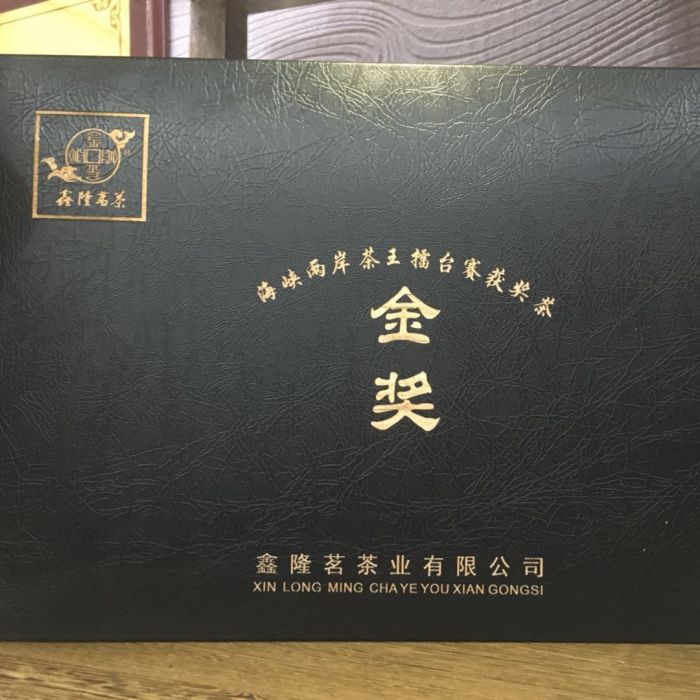 鑫隆茗茶
海峡两岸茶王擂台赛获奖茶
金
奖
鑫隆茗茶业有限公司
XIN LONG MING CHA YE YOU XIAN GONGSI